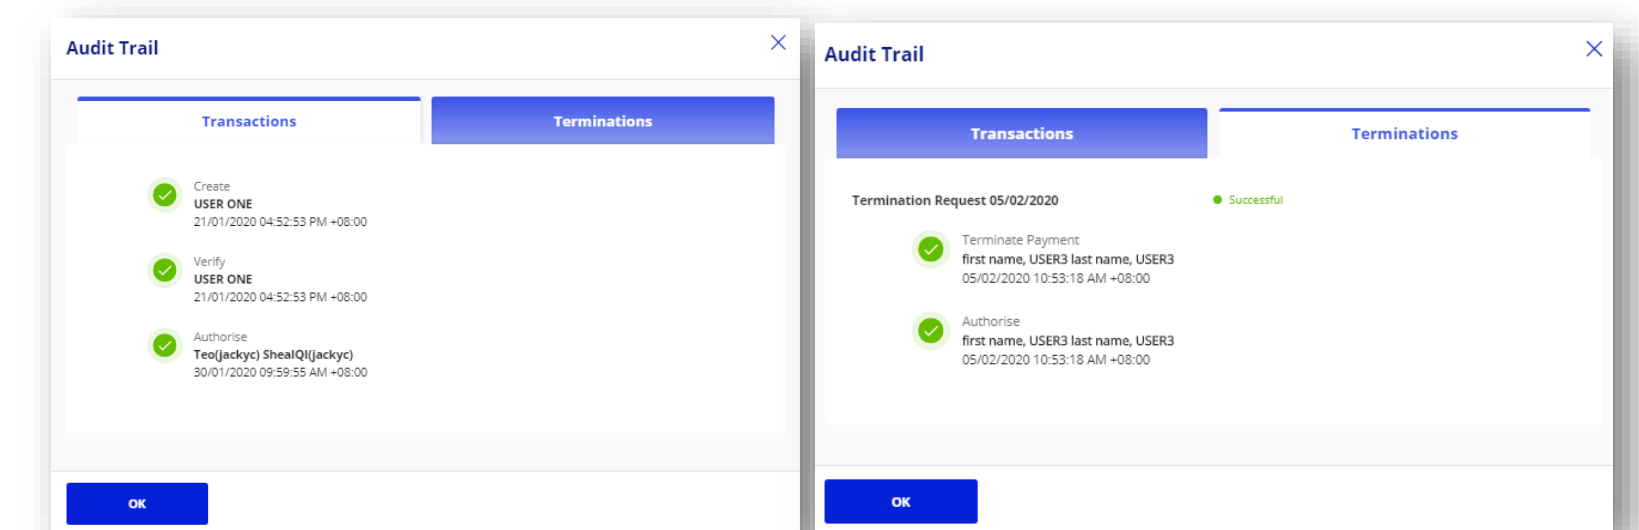 Audit Trail
Transactions
Terminations
Create
USER ONE
21/01/2020 04:52:53 PM +08:00
Verify
USER ONE
21/01/2020 04:52:53 PM +08:00
Authorise
Teo(jackyc) ShealQI(jackyc)
30/01/2020 09:59:55 AM +08:00
OK
Audit Trail
Transactions
Terminations
Termination Request 05/02/2020
Successful
Terminate Payment
first name, USER3 last name, USER3
05/02/2020 10:53:18 AM +08:00
Authorise
first name, USER3 last name, USER3
05/02/2020 10:53:18 AM +08:00
OK